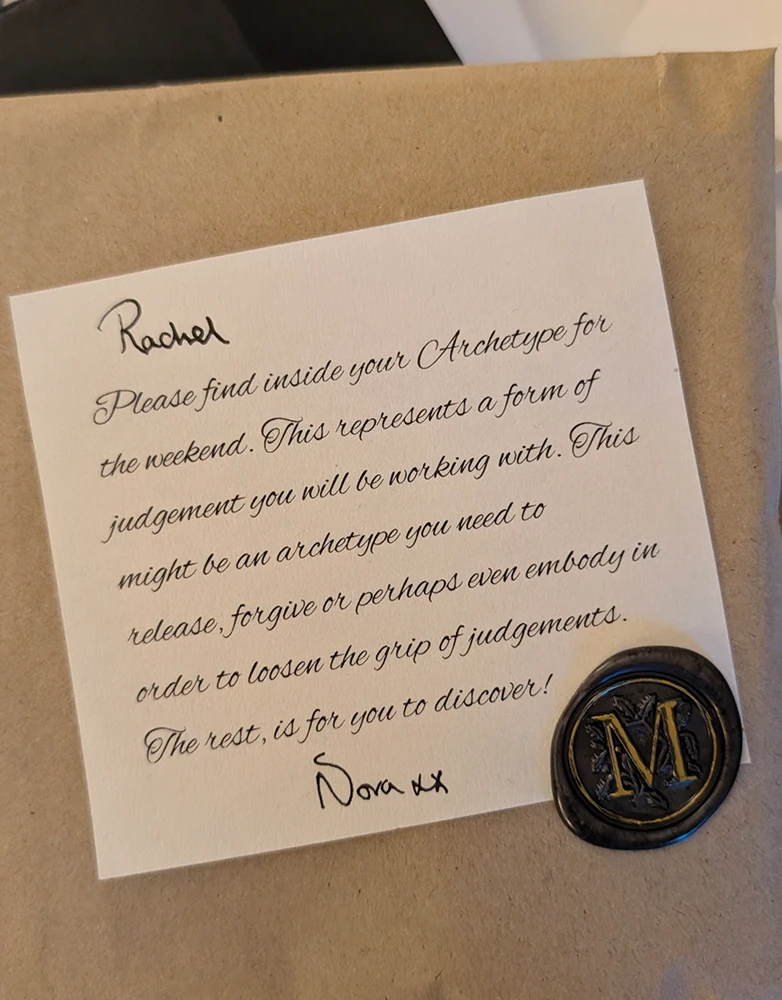 Rachel
Please find inside your Archetype for
the weekend. This represents a form of
judgement you will be working with. This
might be an archetype you need to
release, forgive or perhaps even embody in
order to loosen the grip of judgements.
The rest, is for you to discover!
Nora xx
M